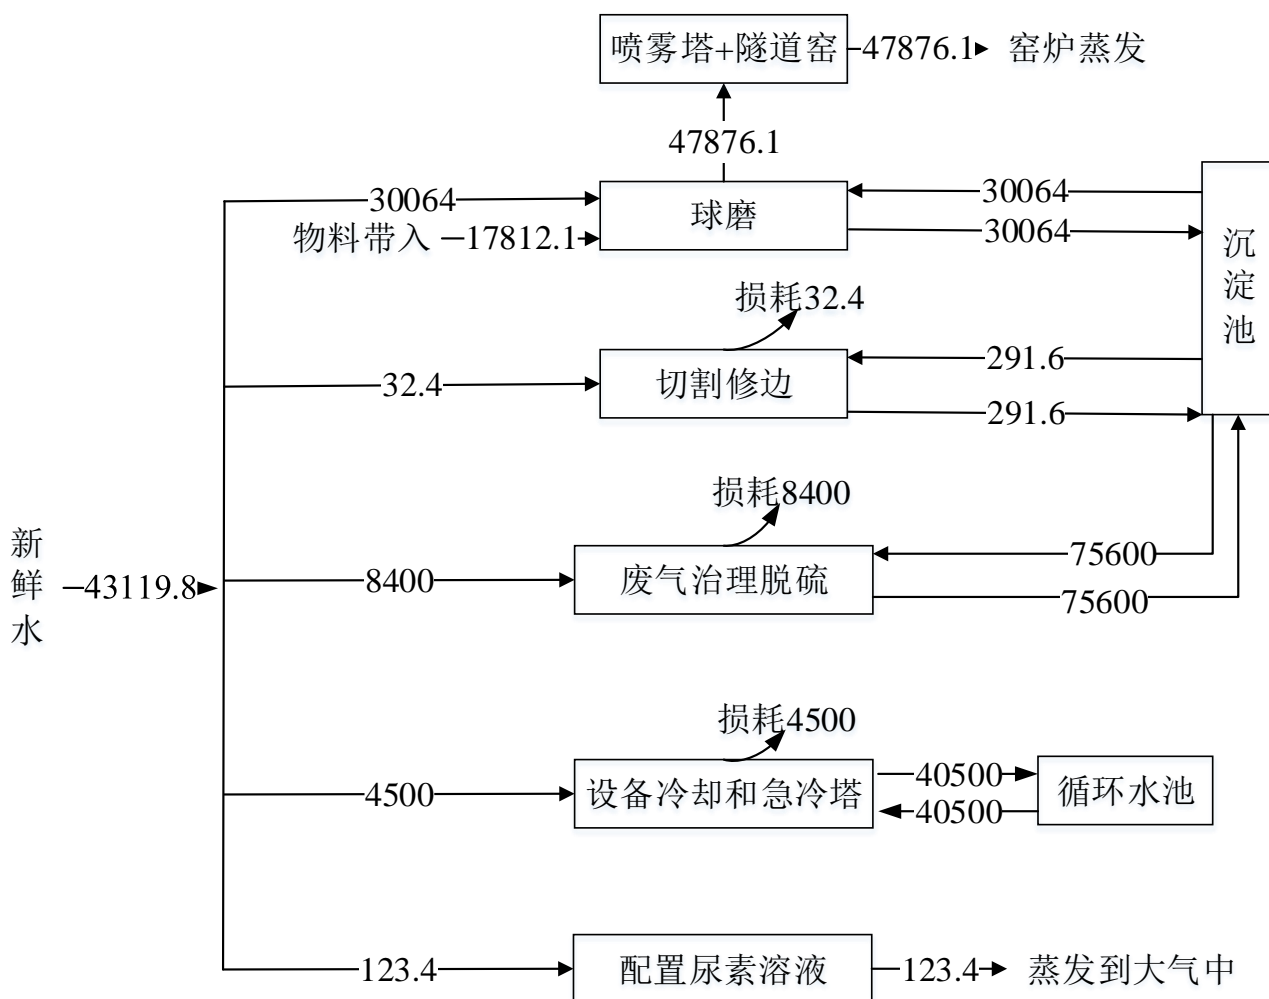 喷雾塔+隧道窑
47876.1
窑炉蒸发
47876.1
30064
球磨
30064
物料带入
17812.1
30064
沉淀池
损耗32.4
32.4
切割修边
291.6
291.6
损耗8400
新鲜水
43119.8
8400
废气治理脱硫
75600
75600
损耗4500
4500
设备冷却和急冷塔
40500
40500
循环水池
123.4
配置尿素溶液
123.4
蒸发到大气中